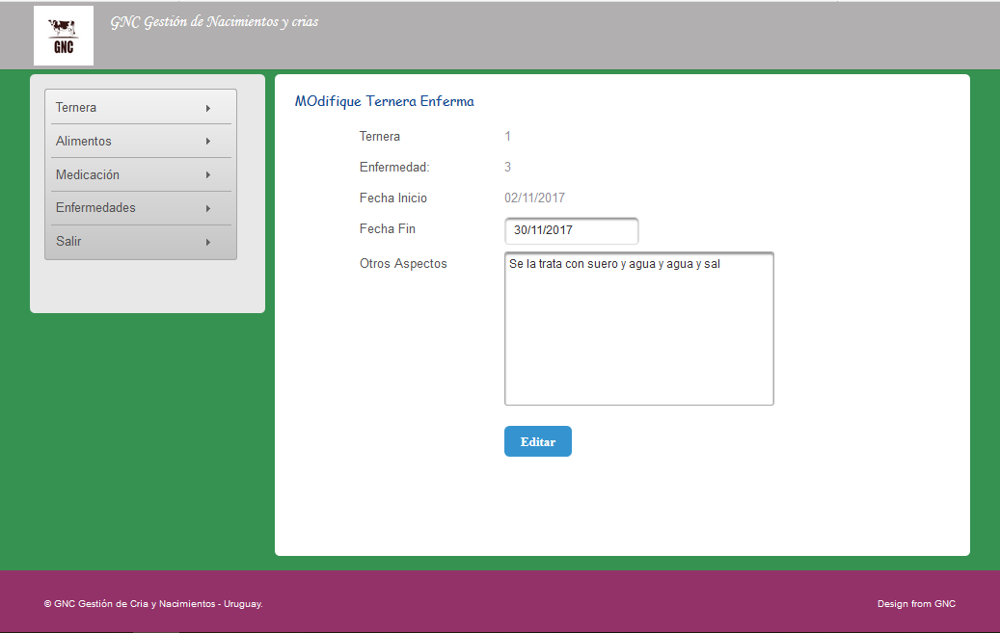 GNC
GNC Gestión de Nacimientos y crias
Ternera
Alimentos
Medicación
Enfermedades
Salir
MOdifique Ternera Enferma
Ternera 1
Enfermedad: 3
Fecha Inicio 02/11/2017
Fecha Fin 30/11/2017
Otros Aspectos Se la trata con suero y agua y agua y sal
Editar
© GNC Gestión de Cria y Nacimientos - Uruguay. Design from GNC